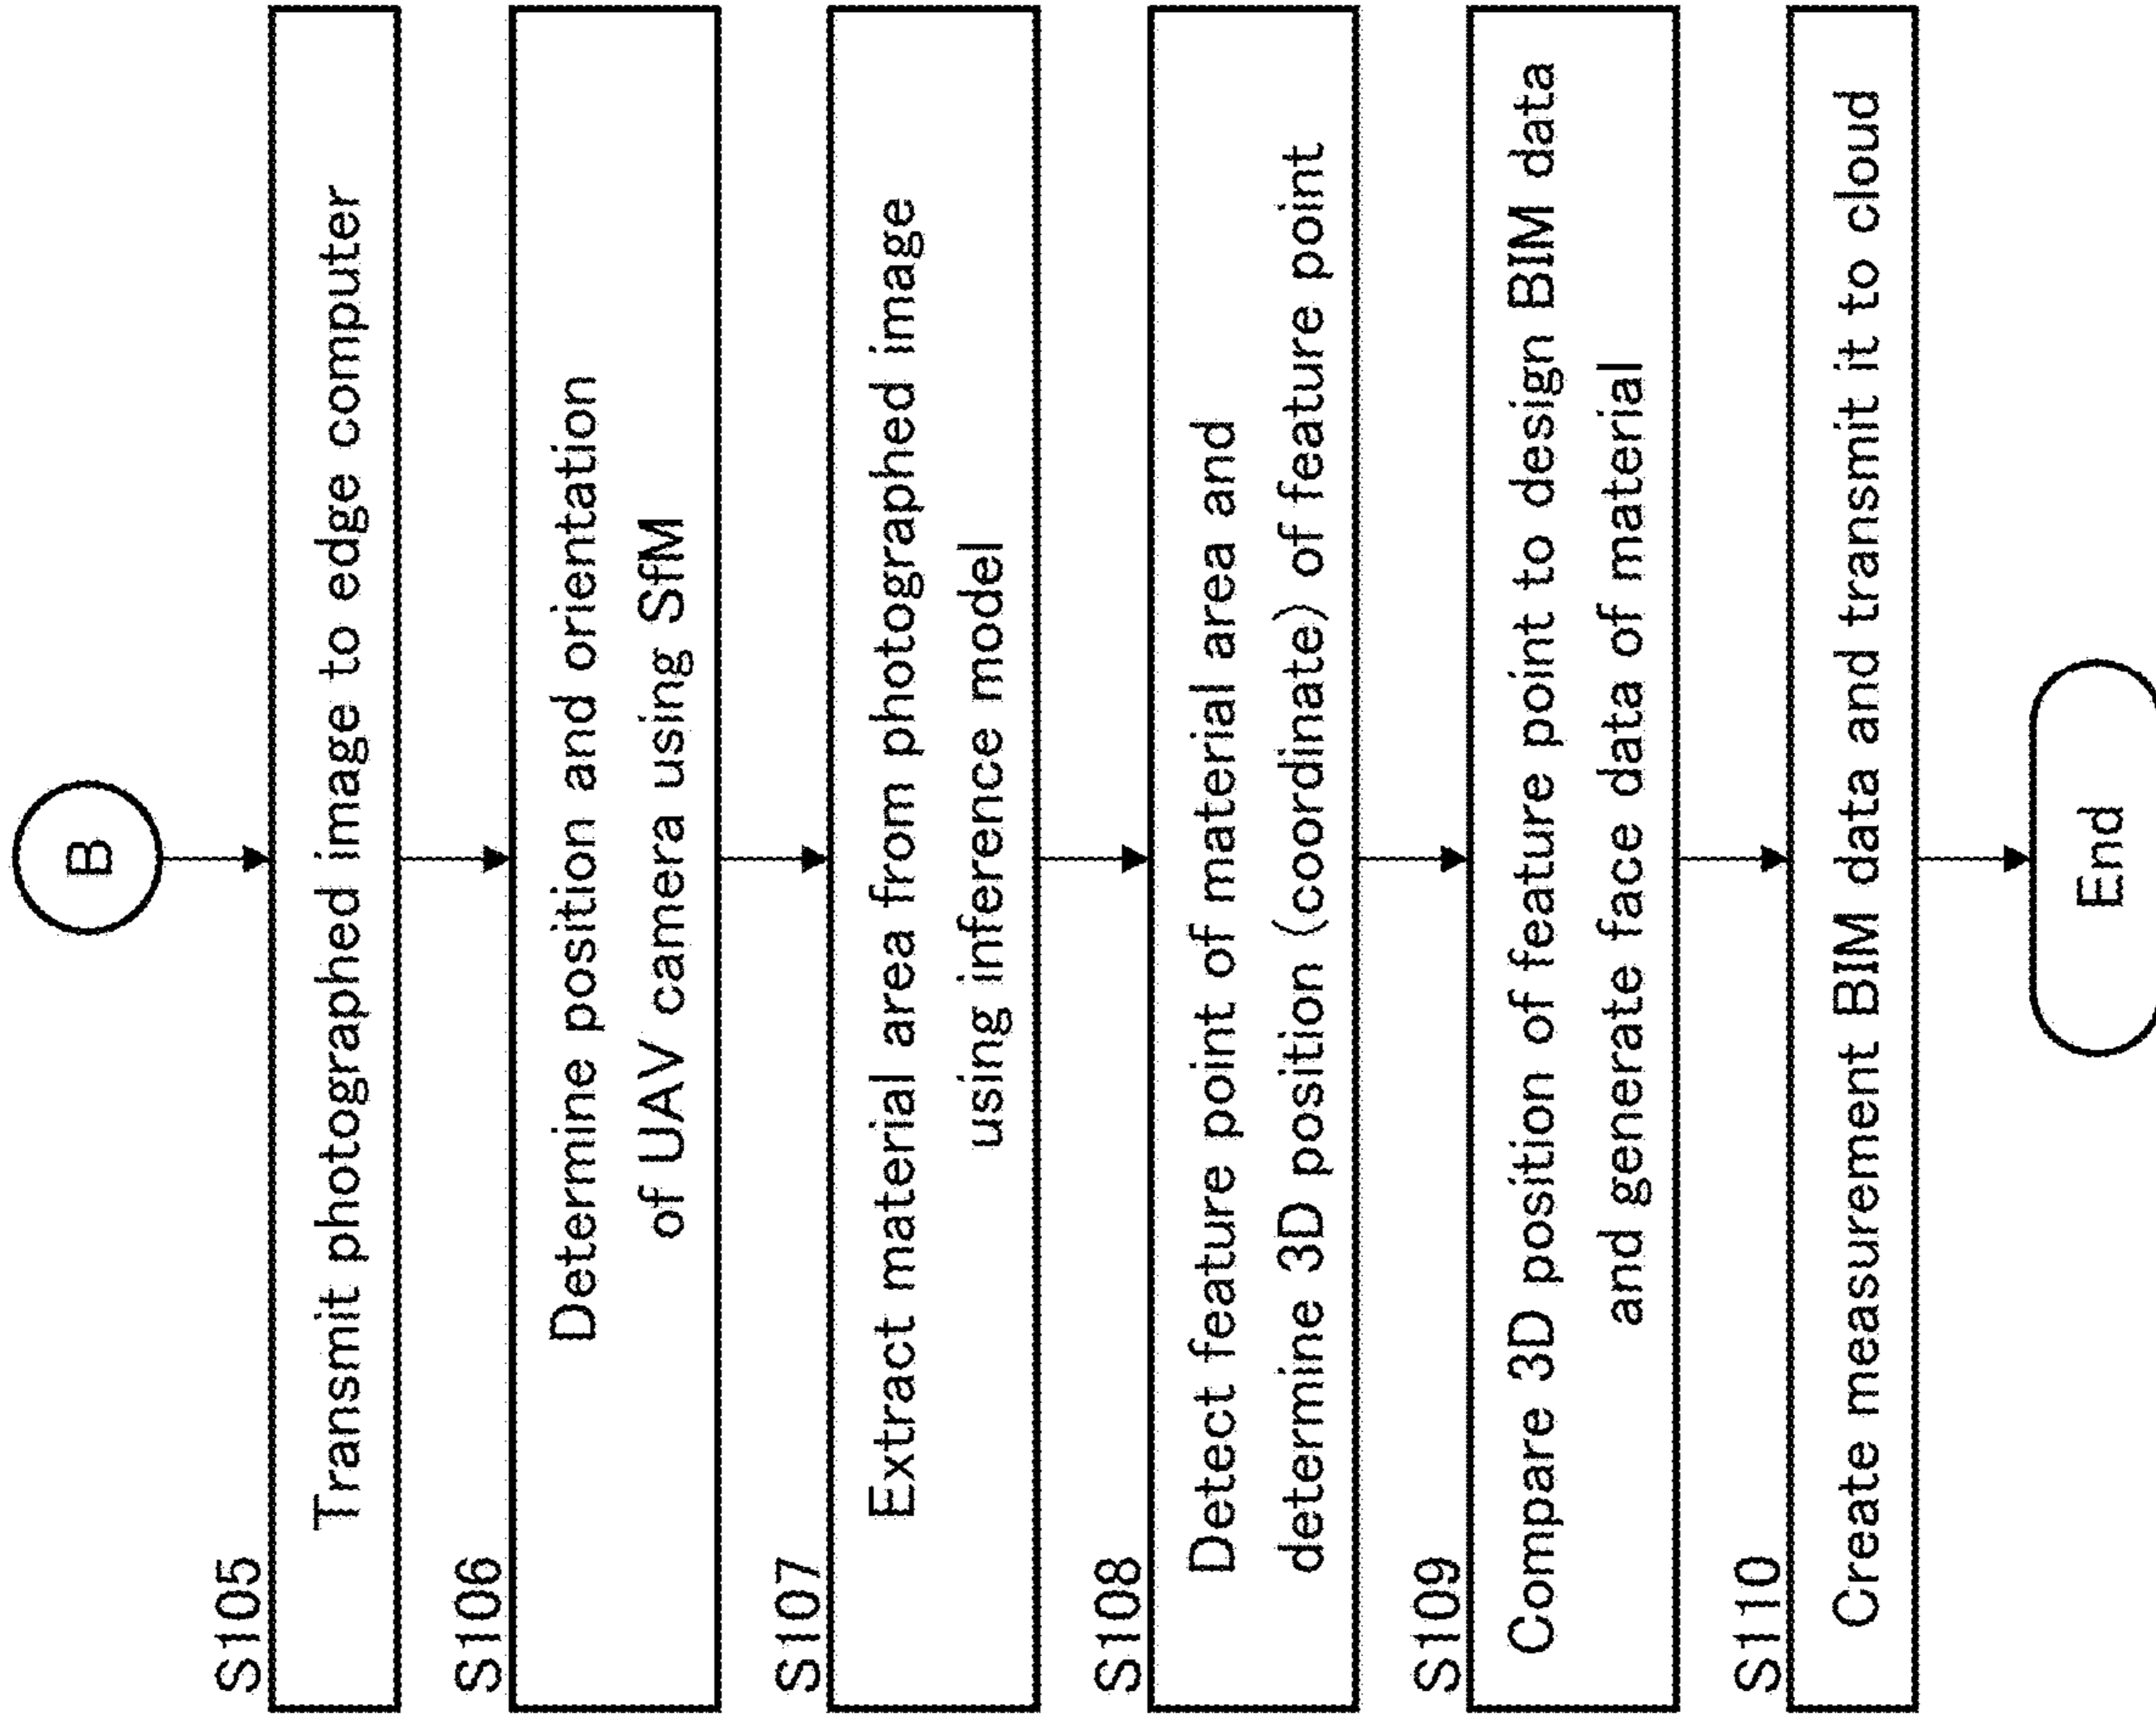 B
S105
Transmit photographed image to edge computer
S106
Determine position and orientation
of UAV camera using SfM
S107
Extract material area from photographed image
using inference model
S108
Detect feature point of material area and
determine 3D position (coordinate) of feature point
S109
Compare 3D position of feature point to design BIM data
and generate face data of material
S110
Create measurement BIM data and transmit it to cloud
End